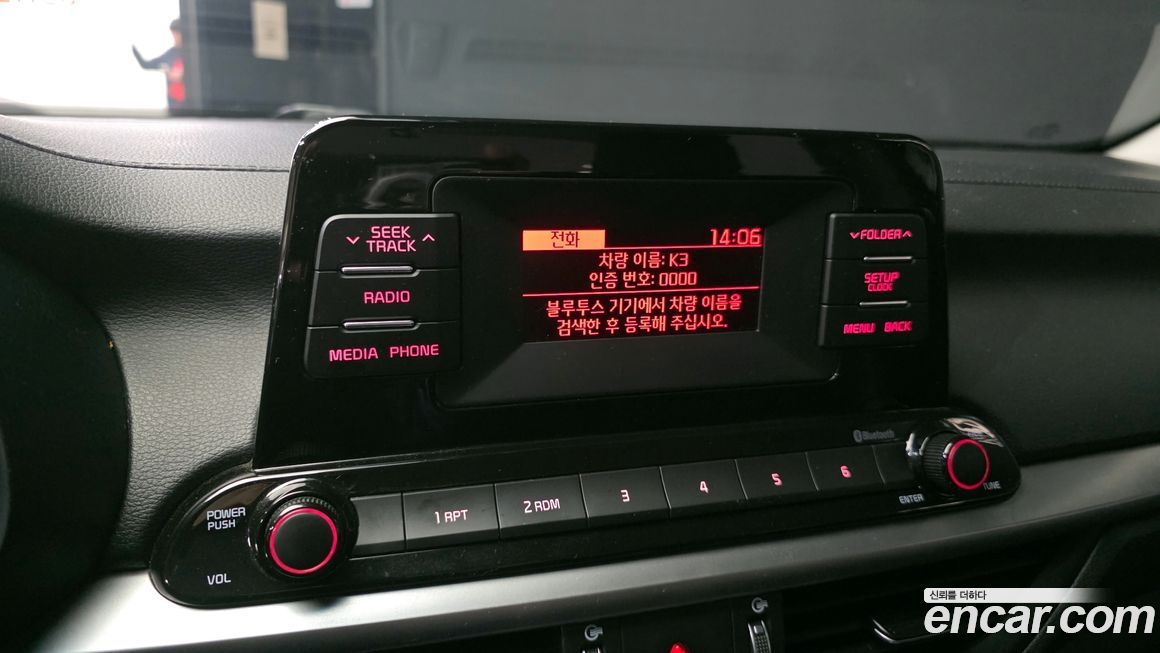 SEEK
TRACK
RADIO
MEDIA PHONE
전화 14:06
차량 이름: K3
인증 번호: 0000
블루투스 기기에서 차량 이름을
검색한 후 등록해 주십시오.
FOLDER
SETUP
CLOCK
MENU BACK
Bluetooth
POWER
PUSH
VOL
1 RPT
2 RDM
3
4
5
6
ENTER
TUNE
신뢰를 더하다
encar.com